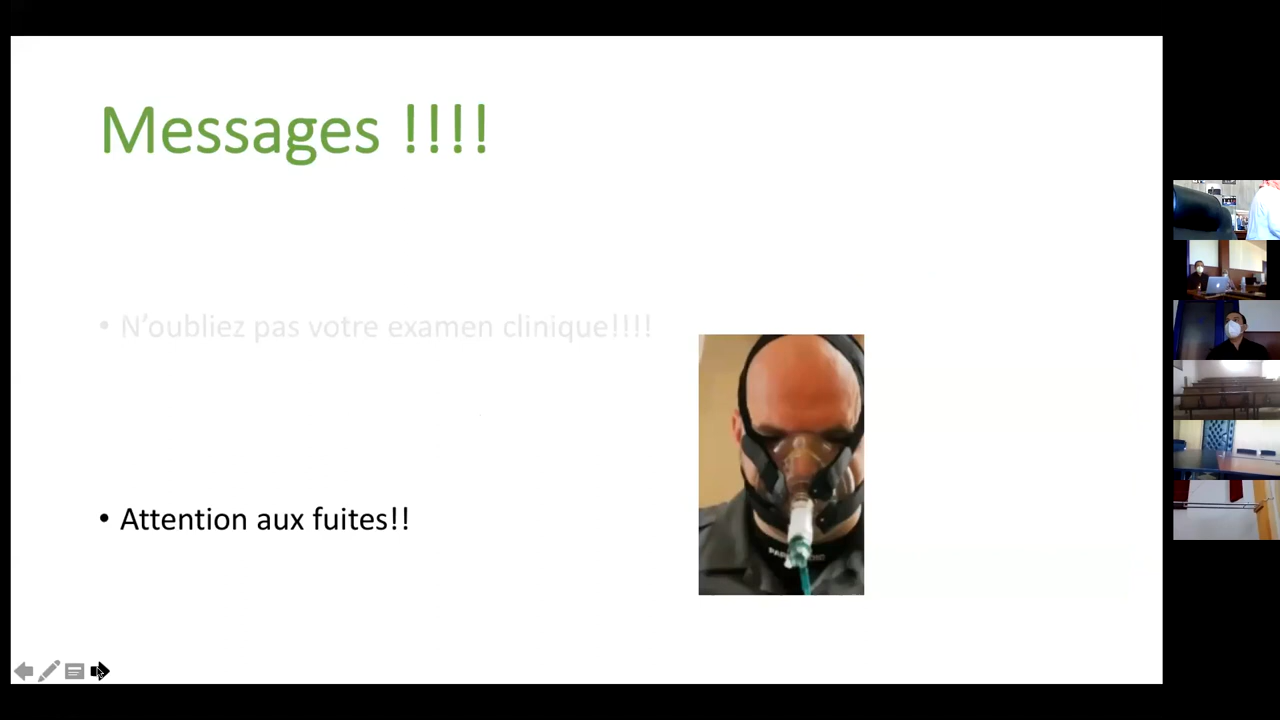 Messages !!!!
• N'oubliez pas votre examen clinique!!!!
• Attention aux fuites!!